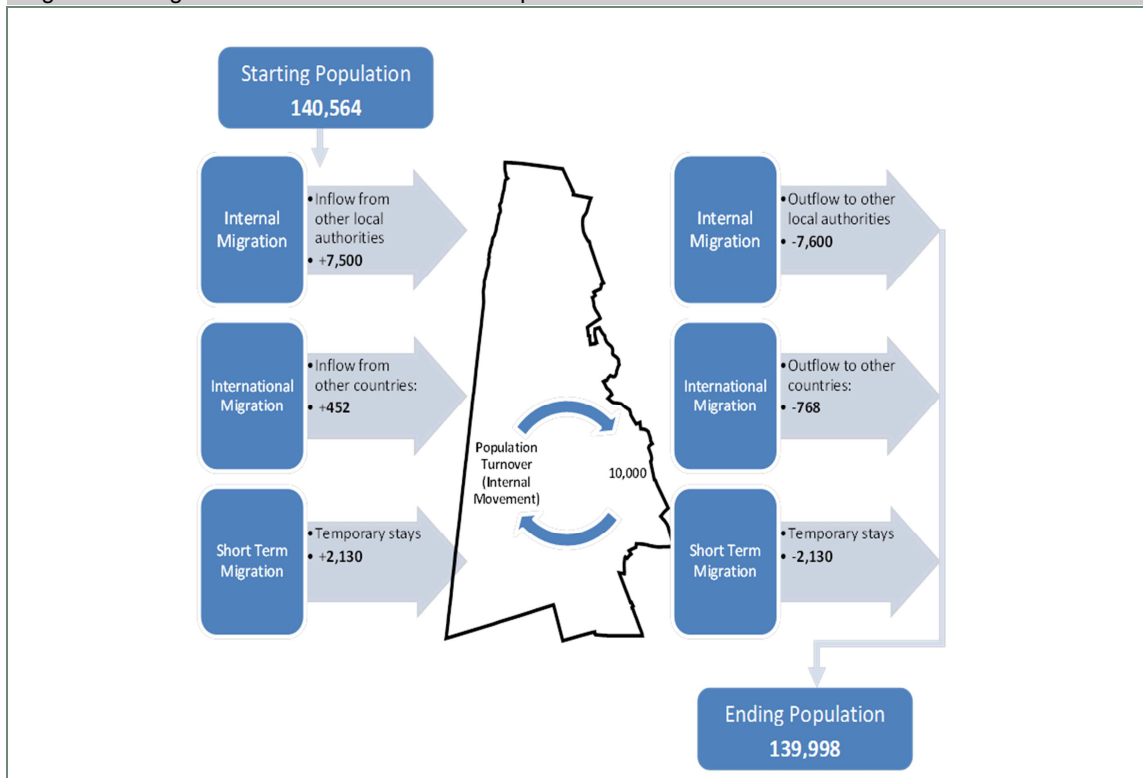 Starting Population
140,564
Internal
Migration
• Inflow from
other local
authorities
• +7,500
International
Migration
• Inflow from
other countries:
• +452
Short Term
Migration
• Temporary stays
• +2,130
Population
Turnover
(Internal
Movement)
10,000
Internal
Migration
• Outflow to other
local authorities
• -7,600
International
Migration
• Outflow to other
countries:
• -768
Short Term
Migration
• Temporary stays
• -2,130
Ending Population
139,998